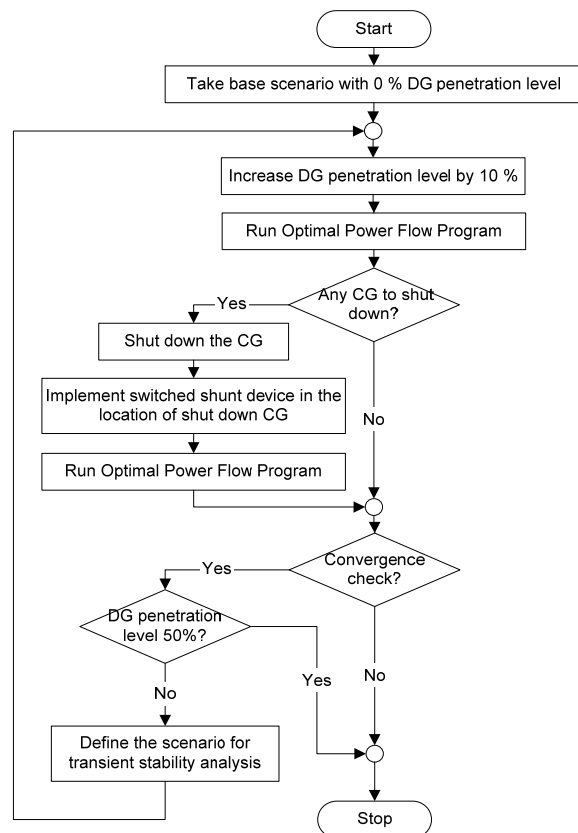 Start
Take base scenario with 0 % DG penetration level
Increase DG penetration level by 10 %
Run Optimal Power Flow Program
Any CG to shut
down?
Yes
Shut down the CG
Implement switched shunt device in the
location of shut down CG
No
Run Optimal Power Flow Program
Convergence
check?
Yes
DG penetration
level 50%?
Yes
No
No
Define the scenario for
transient stability analysis
Stop